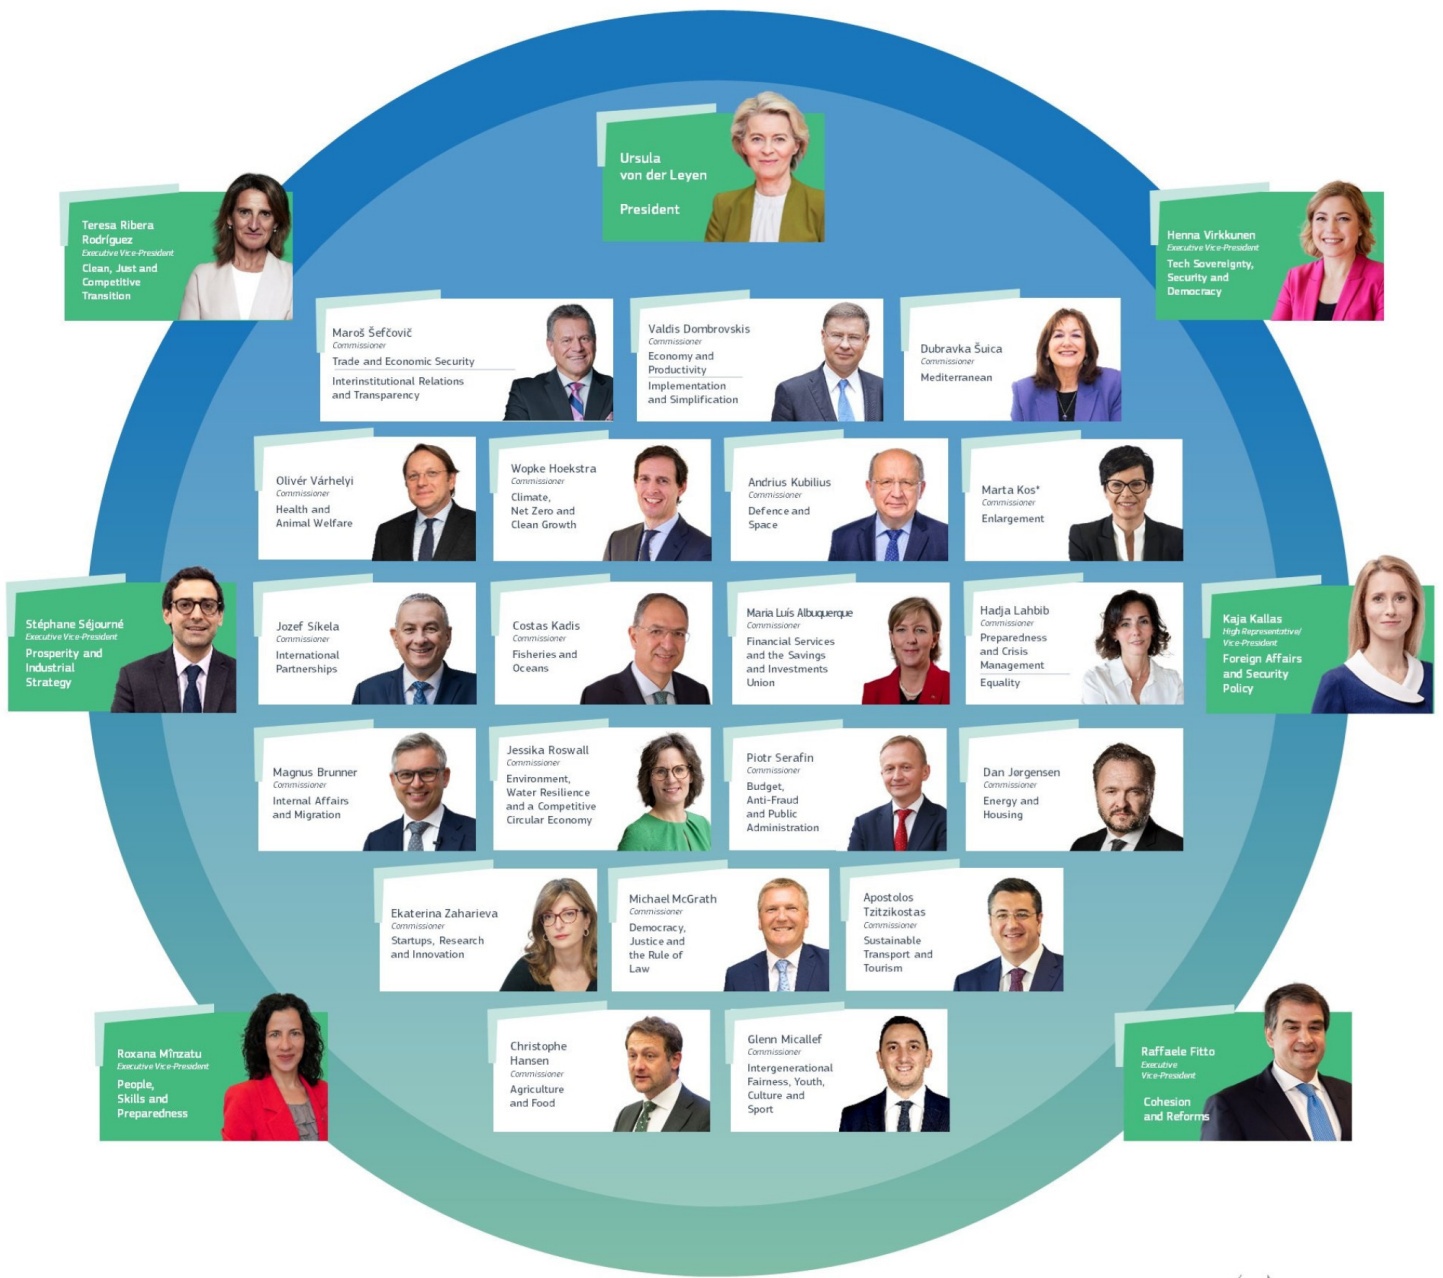 Ursula
von der Leyen
President
Teresa Ribera
Rodríguez
Executive Vice-President
Clean, Just and
Competitive
Transition
Henna Virkkunen
Executive Vice-President
Tech Sovereignty,
Security and
Democracy
Maroš Šefčovič
Commissioner
Trade and Economic Security
Interinstitutional Relations
and Transparency
Valdis Dombrovskis
Commissioner
Economy and
Productivity
Implementation
and Simplification
Dubravka Šuica
Commissioner
Mediterranean
Olivér Várhelyi
Commissioner
Health and
Animal Welfare
Wopke Hoekstra
Commissioner
Climate,
Net Zero and
Clean Growth
Andrius Kubilius
Commissioner
Defence and
Space
Marta Kos*
Commissioner
Enlargement
Stéphane Séjourné
Executive Vice-President
Prosperity and
Industrial
Strategy
Jozef Síkela
Commissioner
International
Partnerships
Costas Kadis
Commissioner
Fisheries and
Oceans
Maria Luís Albuquerque
Commissioner
Financial Services
and the Savings
and Investments
Union
Hadja Lahbib
Commissioner
Preparedness
and Crisis
Management
Equality
Kaja Kallas
High Representative/
Vice-President
Foreign Affairs
and Security
Policy
Magnus Brunner
Commissioner
Internal Affairs
and Migration
Jessika Roswall
Commissioner
Environment,
Water Resilience
and a Competitive
Circular Economy
Piotr Serafin
Commissioner
Budget,
Anti-Fraud
and Public
Administration
Dan Jørgensen
Commissioner
Energy and
Housing
Ekaterina Zaharieva
Commissioner
Startups, Research
and Innovation
Michael McGrath
Commissioner
Democracy,
Justice and
the Rule of
Law
Apostolos
Tzitzikostas
Commissioner
Sustainable
Transport and
Tourism
Roxana Mînzatu
Executive Vice-President
People,
Skills and
Preparedness
Christophe
Hansen
Commissioner
Agriculture
and Food
Glenn Micallef
Commissioner
Intergenerational
Fairness, Youth,
Culture and
Sport
Raffaele Fitto
Executive
Vice-President
Cohesion
and Reforms